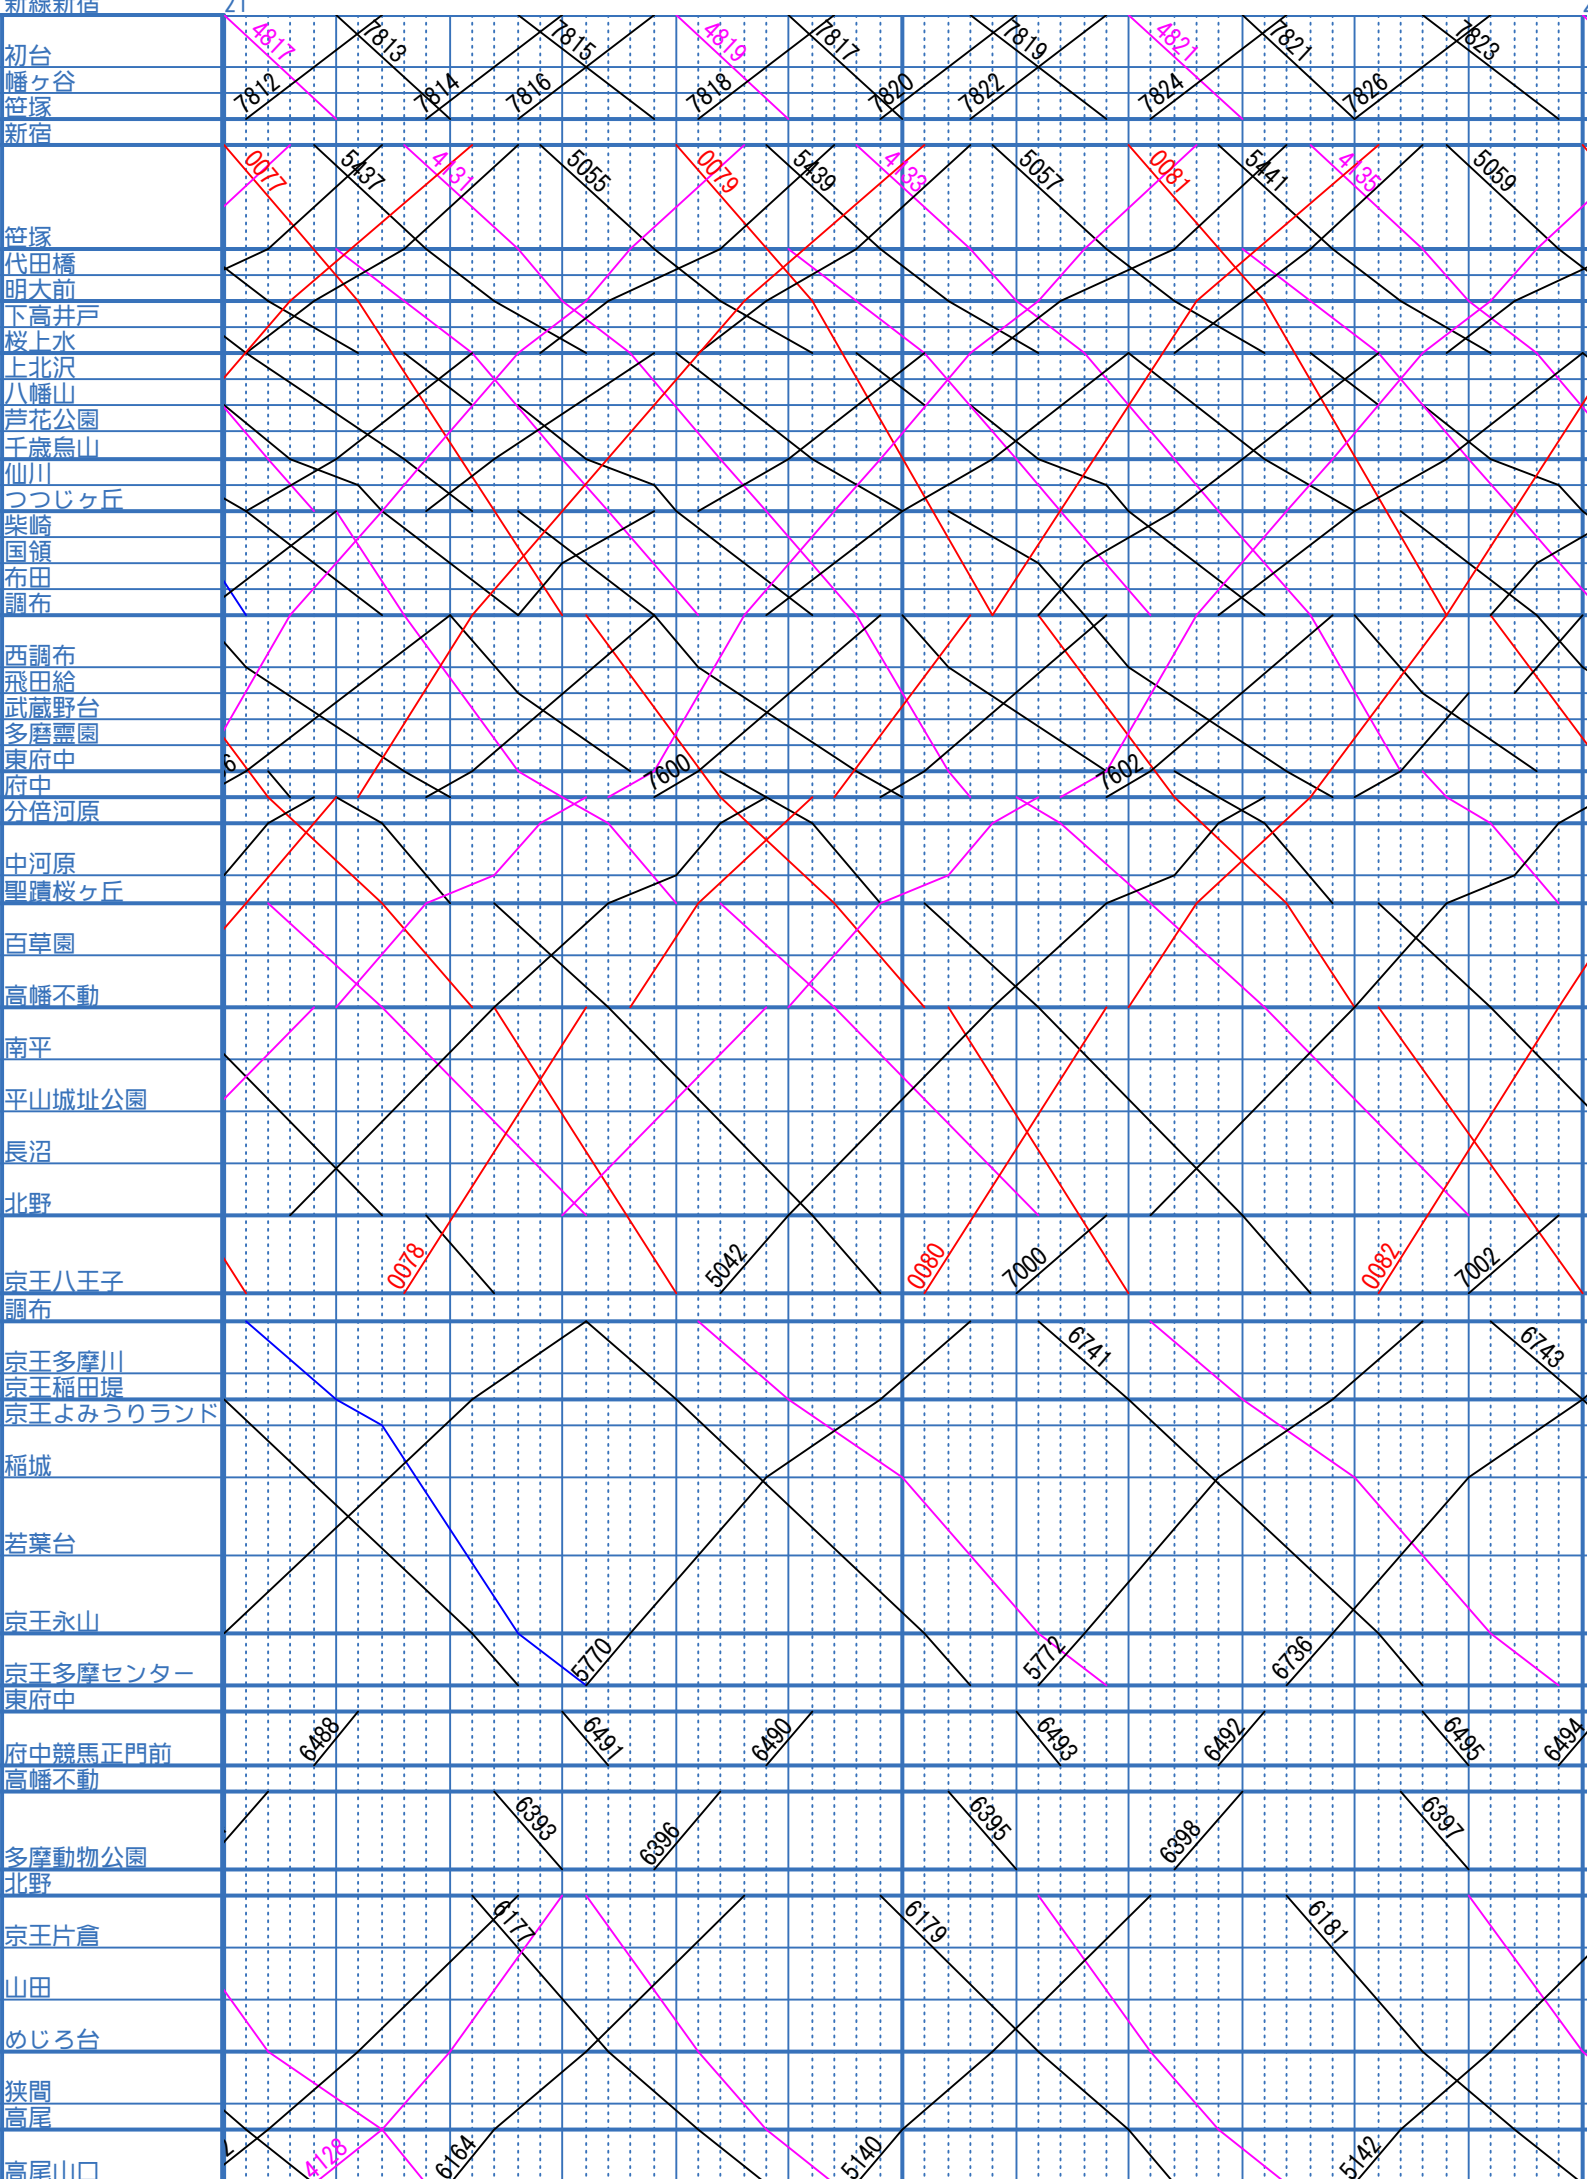 新線新宿 21
4817 7813 7815 4819 7817 7819 4821 7821 7823
初台
幡ヶ谷
7812 7814 7816 7818 7820 7822 7824 7826
笹塚
新宿
0077 5437 4131 5055 0079 5439 4133 5057 0081 5441 4135 5059
笹塚
代田橋
明大前
下高井戸
桜上水
上北沢
八幡山
芦花公園
千歳烏山
仙川
つつじヶ丘
柴崎
国領
布田
調布
西調布
飛田給
武蔵野台
多磨霊園
東府中
6 7600 7602
府中
分倍河原
中河原
聖蹟桜ヶ丘
百草園
高幡不動
南平
平山城址公園
長沼
北野
0078 5042 0080 7000 0082 7002
京王八王子
調布
6741 6743
京王多摩川
京王稲田堤
京王よみうりランド
稲城
若葉台
京王永山
5770 5772 6736
京王多摩センター
東府中
6488 6491 6490 6493 6492 6495 6494
府中競馬正門前
高幡不動
6393 6396 6395 6398 6397
多摩動物公園
北野
6177 6179 6181
京王片倉
山田
めじろ台
狭間
高尾
2 4128 6164 5140 5142
高尾山口